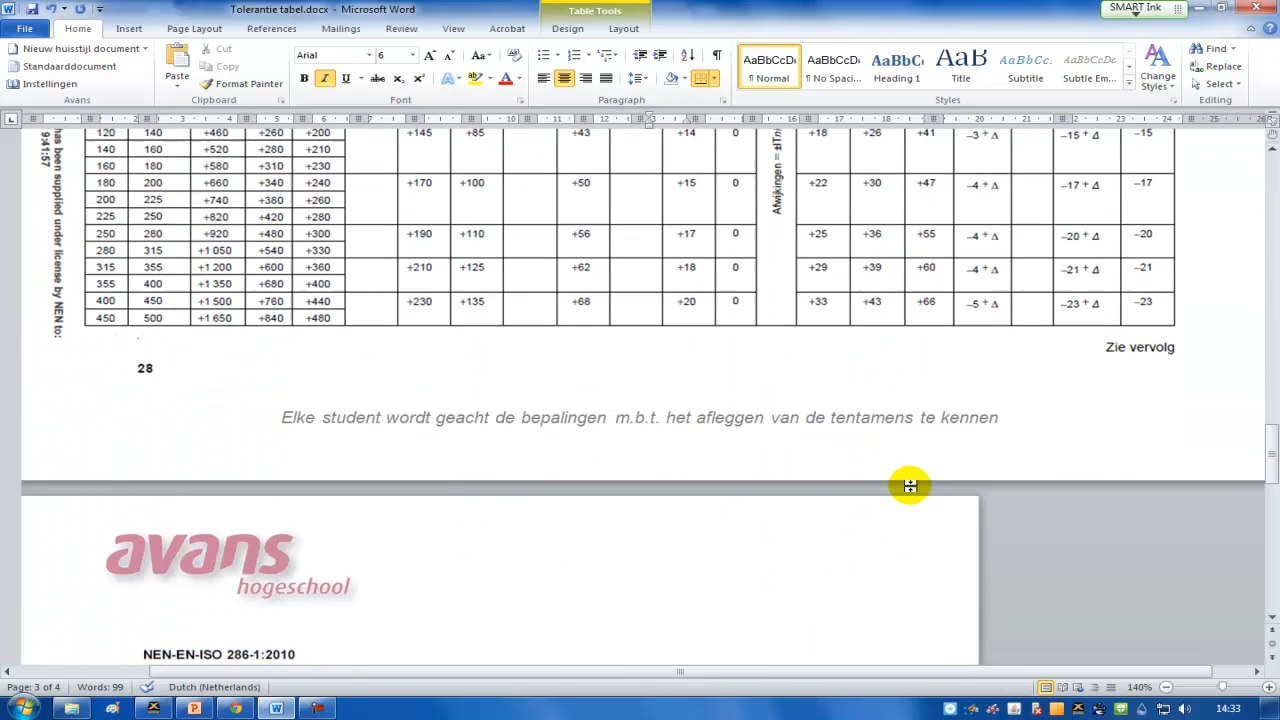 Tolerantie tabel.docx - Microsoft Word
Table Tools
SMART Ink
File Home Insert Page Layout References Mailings Review View Acrobat Design Layout
Nieuw huisstijl document
Standaarddocument
Instellingen
Avans
Paste
Cut
Copy
Format Painter
Clipboard
Arial 6
Font
Paragraph
AaBbCcDc AaBbCcDc AaBbC AaB AaBbCc. AaBbCcDc
¶ Normal ¶ No Spaci... Heading 1 Title Subtitle Subtle Em...
Change Styles
Styles
Find
Replace
Select
Editing
has been supplied under license by NEN to:
9:41:57
120 140 +460 +260 +200 +145 +85 +43 +14 0 +18 +26 +41 –3 + Δ –15 + Δ –15
140 160 +520 +280 +210
160 180 +580 +310 +230
180 200 +660 +340 +240 +170 +100 +50 +15 0 +22 +30 +47 –4 + Δ –17 + Δ –17
200 225 +740 +380 +260
225 250 +820 +420 +280
250 280 +920 +480 +300 +190 +110 +56 +17 0 +25 +36 +55 –4 + Δ –20 + Δ –20
280 315 +1 050 +540 +330
315 355 +1 200 +600 +360 +210 +125 +62 +18 0 +29 +39 +60 –4 + Δ –21 + Δ –21
355 400 +1 350 +680 +400
400 450 +1 500 +760 +440 +230 +135 +68 +20 0 +33 +43 +66 –5 + Δ –23 + Δ –23
450 500 +1 650 +840 +480
Afwijkingen = ±ITn/
Zie vervolg
28
Elke student wordt geacht de bepalingen m.b.t. het afleggen van de tentamens te kennen
avans
hogeschool
NEN-EN-ISO 286-1:2010
Page: 3 of 4 Words: 99 Dutch (Netherlands) 140%
14:33